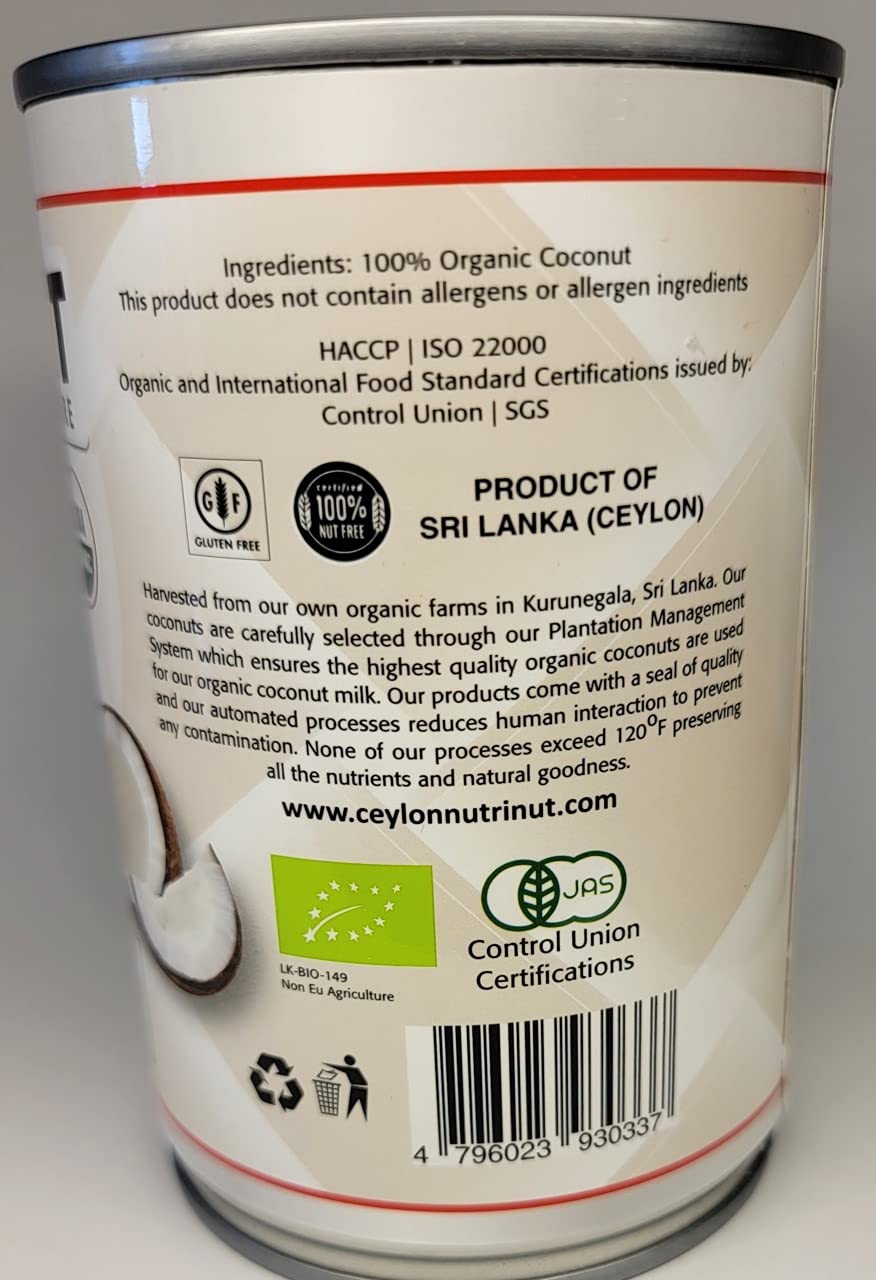 T
RE
Ingredients: 100% Organic Coconut
This product does not contain allergens or allergen ingredients
HACCP | ISO 22000
Organic and International Food Standard Certifications issued by:
Control Union | SGS
G F
GLUTEN FREE
certified
100%
NUT FREE
PRODUCT OF
SRI LANKA (CEYLON)
Harvested from our own organic farms in Kurunegala, Sri Lanka. Our
coconuts are carefully selected through our Plantation Management
System which ensures the highest quality organic coconuts are used
for our organic coconut milk. Our products come with a seal of quality
and our automated processes reduces human interaction to prevent
any contamination. None of our processes exceed 120°F preserving
all the nutrients and natural goodness.
www.ceylonnutrinut.com
LK-BIO-149
Non Eu Agriculture
JAS
Control Union
Certifications
4 796023 930337